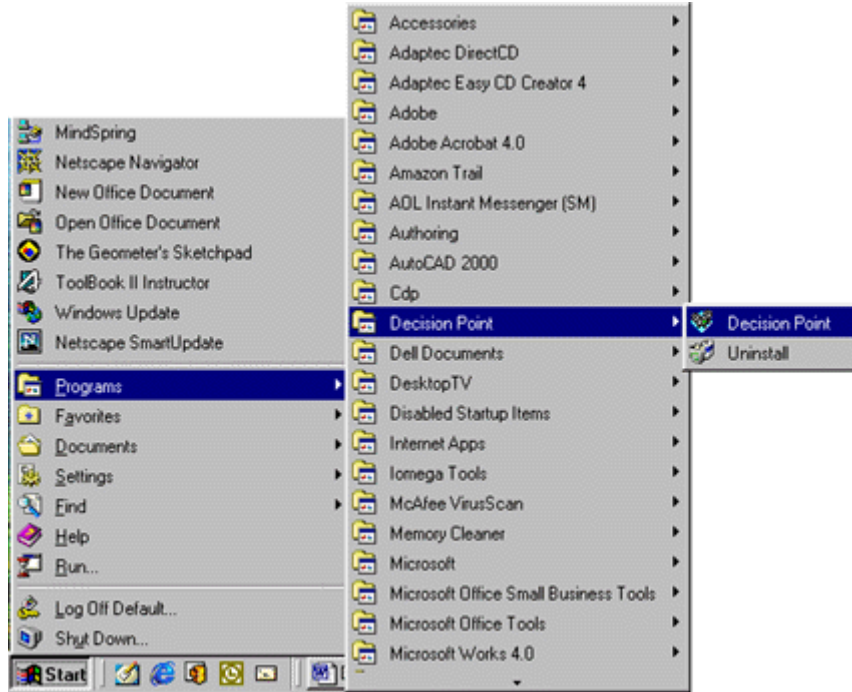 MindSpring
Netscape Navigator
New Office Document
Open Office Document
The Geometer's Sketchpad
ToolBook II Instructor
Windows Update
Netscape SmartUpdate
Programs
Favorites
Documents
Settings
Find
Help
Run...
Log Off Default...
Shut Down...
Start
Accessories
Adaptec DirectCD
Adaptec Easy CD Creator 4
Adobe
Adobe Acrobat 4.0
Amazon Trail
AOL Instant Messenger (SM)
Authoring
AutoCAD 2000
Cdp
Decision Point
Dell Documents
DesktopTV
Disabled Startup Items
Internet Apps
Iomega Tools
McAfee VirusScan
Memory Cleaner
Microsoft
Microsoft Office Small Business Tools
Microsoft Office Tools
Microsoft Works 4.0
Decision Point
Uninstall